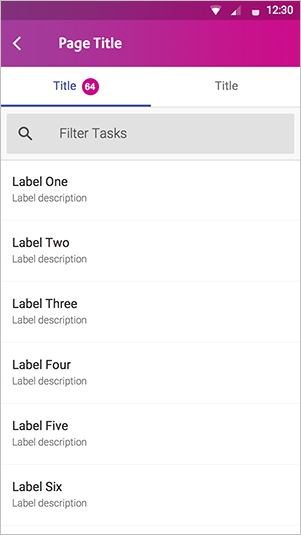 12:30
Page Title
Title 64 Title
Filter Tasks
Label One
Label description
Label Two
Label description
Label Three
Label description
Label Four
Label description
Label Five
Label description
Label Six
Label description